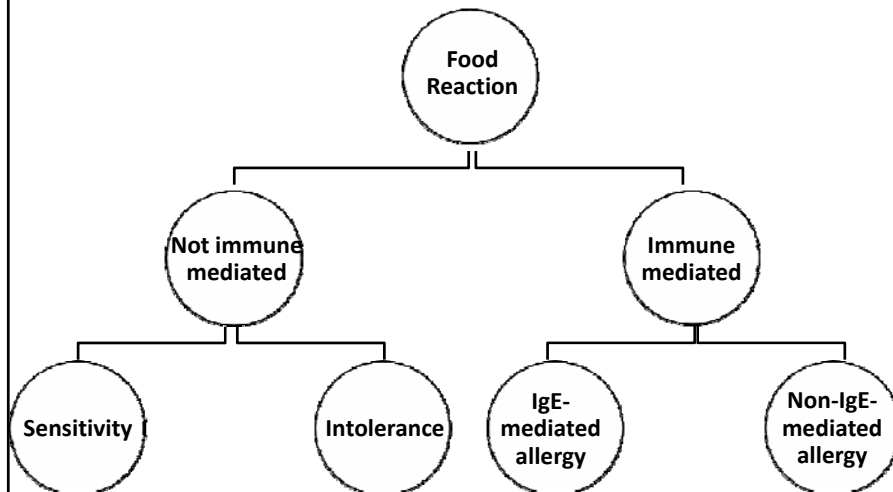 Food
Reaction
Not immune
mediated
Immune
mediated
Sensitivity
Intolerance
IgE-
mediated
allergy
Non-IgE-
mediated
allergy